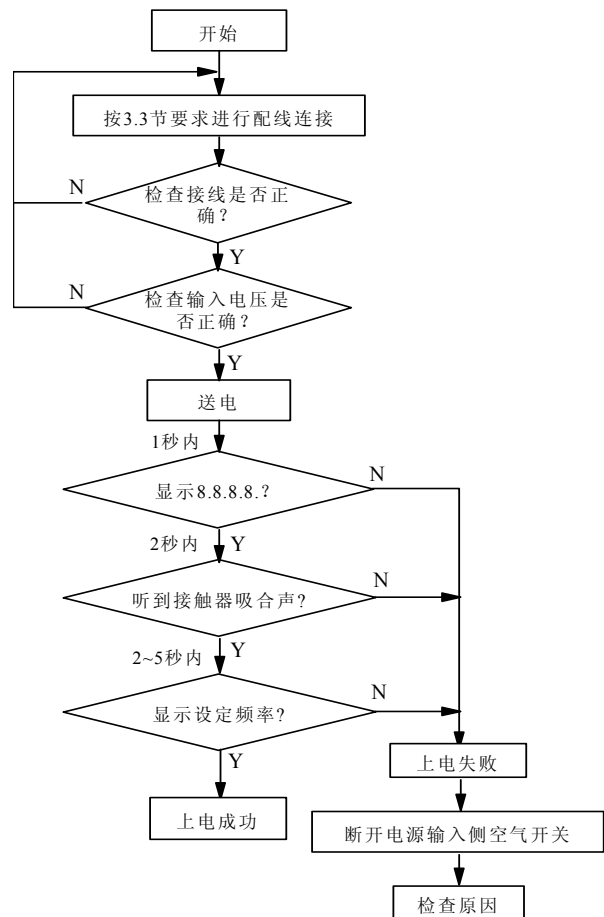 开始
按3.3节要求进行配线连接
N
检查接线是否正
确？
Y
N
检查输入电压是
否正确？
Y
送电
1秒内
N
显示8.8.8.8.？
2秒内
Y
N
听到接触器吸合声？
2~5秒内
Y
N
显示设定频率？
Y
上电失败
上电成功
断开电源输入侧空气开关
检查原因